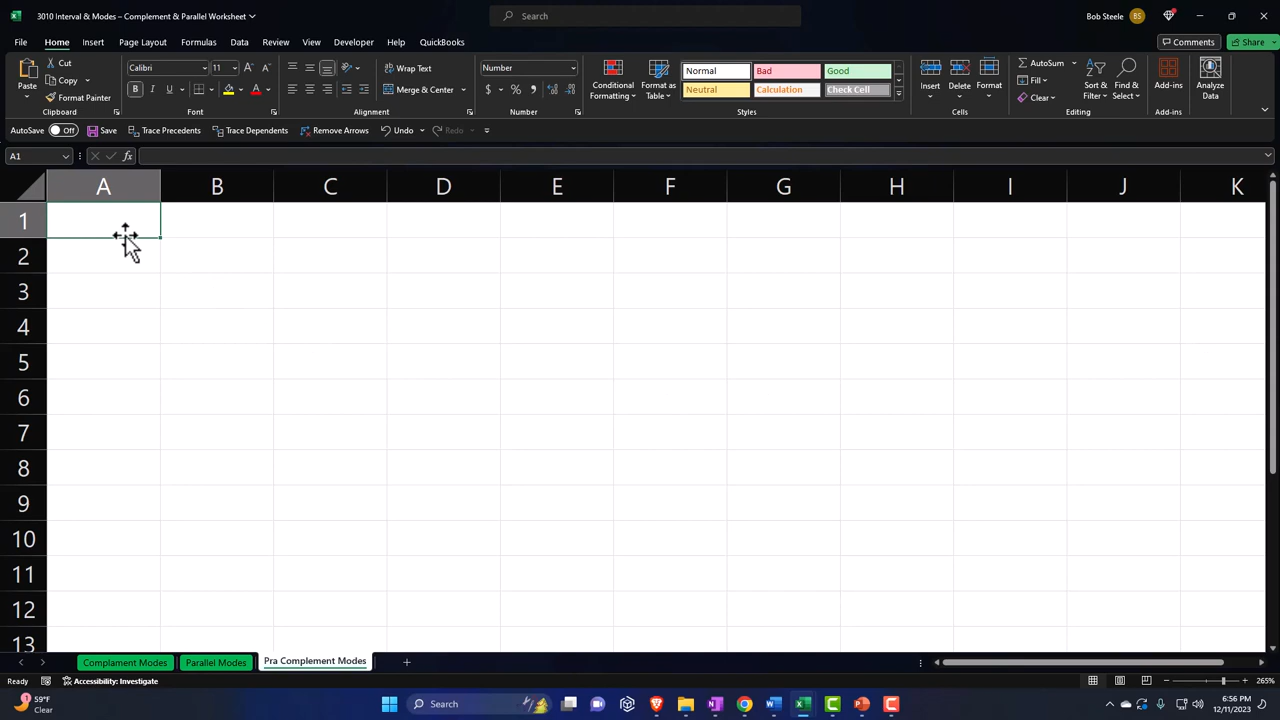 3010 Interval & Modes – Complement & Parallel Worksheet
Search
Bob Steele
BS
File
Home
Insert
Page Layout
Formulas
Data
Review
View
Developer
Help
QuickBooks
Comments
Share
Paste
Cut
Copy
Format Painter
Clipboard
Calibri
11
Font
Wrap Text
Merge & Center
Alignment
Number
Number
Conditional Formatting
Format as Table
Normal
Bad
Good
Neutral
Calculation
Check Cell
Styles
Insert
Delete
Format
Cells
AutoSum
Fill
Clear
Sort & Filter
Find & Select
Editing
Add-ins
Add-ins
Analyze Data
AutoSave Off
Save
Trace Precedents
Trace Dependents
Remove Arrows
Undo
Redo
A1
fx
A B C D E F G H I J K
1
2
3
4
5
6
7
8
9
10
11
12
13
Complament Modes
Parallel Modes
Pra Complement Modes
Ready
Accessibility: Investigate
265%
59°F
Clear
Search
6:56 PM
12/11/2023